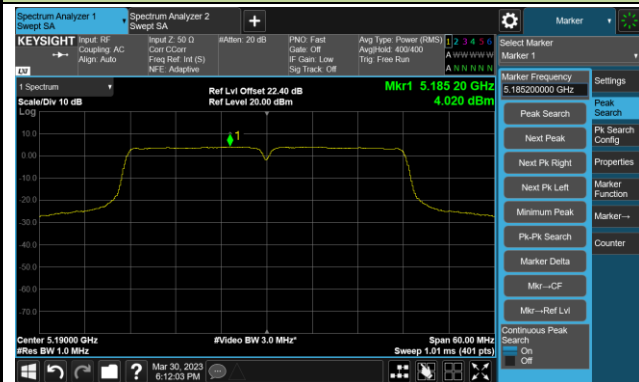 Spectrum Analyzer 1
Swept SA
Spectrum Analyzer 2
Swept SA
+
Marker
KEYSIGHT
Input: RF
Coupling: AC
Align: Auto
Input Z: 50 Ω
Corr CCorr
Freq Ref: Int (S)
NFE: Adaptive
#Atten: 20 dB
PNO: Fast
Gate: Off
IF Gain: Low
Sig Track: Off
Avg Type: Power (RMS)
Avg|Hold: 400/400
Trig: Free Run
1 2 3 4 5 6
A W W W W W
A N N N N N
LXI
Select Marker
Marker 1
1 Spectrum
Scale/Div 10 dB
Log
Ref Lvl Offset 22.40 dB
Ref Level 20.00 dBm
Mkr1 5.185 20 GHz
4.020 dBm
10.0
0.00
-10.0
-20.0
-30.0
-40.0
-50.0
-60.0
-70.0
1
Center 5.19000 GHz
#Res BW 1.0 MHz
#Video BW 3.0 MHz*
Span 60.00 MHz
Sweep 1.01 ms (401 pts)
Marker Frequency
5.185200000 GHz
Peak Search
Next Peak
Next Pk Right
Next Pk Left
Minimum Peak
Pk-Pk Search
Marker Delta
Mkr→CF
Mkr→Ref Lvl
Continuous Peak
Search
On
Off
Settings
Peak
Search
Pk Search
Config
Properties
Marker
Function
Marker→
Counter
?
Mar 30, 2023
6:12:03 PM